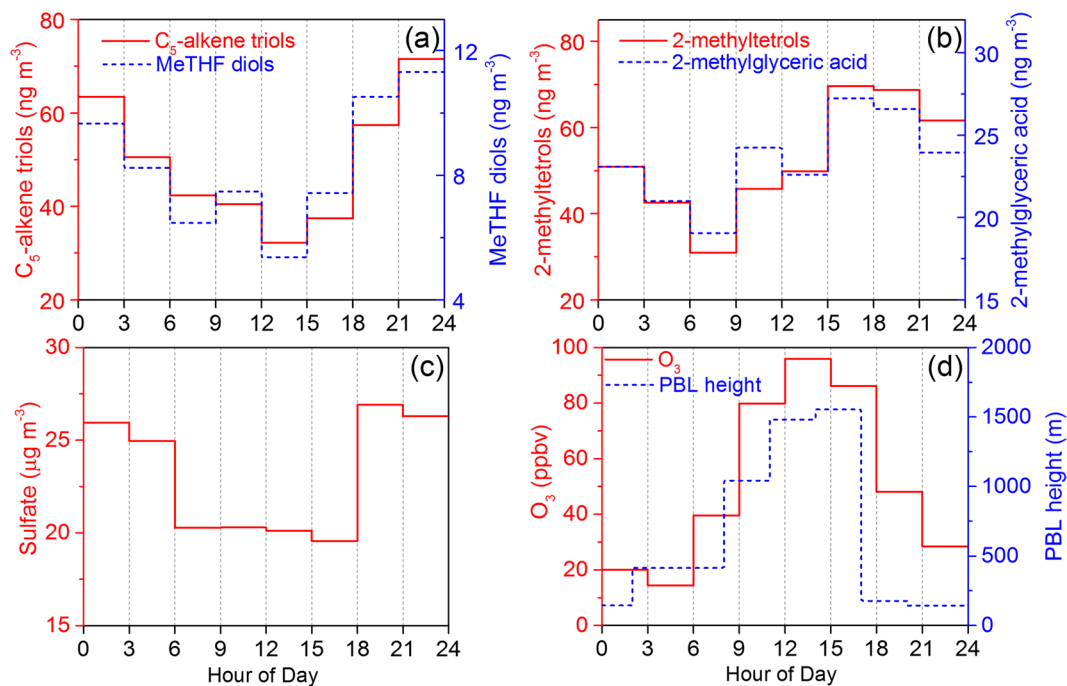 (a)
C5-alkene triols
MeTHF diols
C5-alkene triols (ng m-3)
80
60
40
20
MeTHF diols (ng m-3)
12
8
4
0 3 6 9 12 15 18 21 24
(b)
2-methyltetrols
2-methylglyceric acid
2-methyltetrols (ng m-3)
80
60
40
20
2-methylglyceric acid (ng m-3)
30
25
20
15
0 3 6 9 12 15 18 21 24
(c)
Sulfate (μg m-3)
30
25
20
15
0 3 6 9 12 15 18 21 24
Hour of Day
(d)
O3
PBL height
O3 (ppbv)
100
80
60
40
20
0
PBL height (m)
2000
1500
1000
500
0
0 3 6 9 12 15 18 21 24
Hour of Day